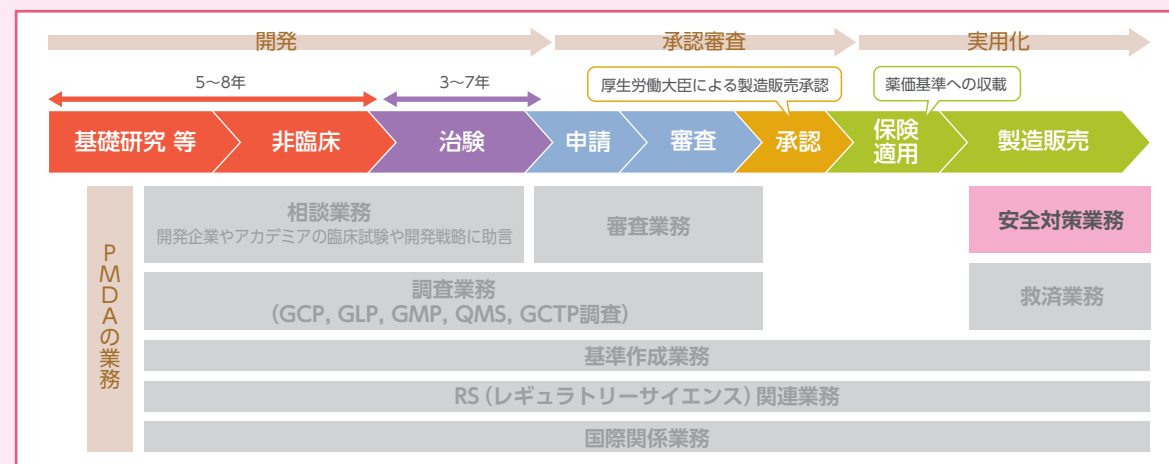 開発
承認審査
実用化
5〜8年
3〜7年
厚生労働大臣による製造販売承認
薬価基準への収載
基礎研究 等
非臨床
治験
申請
審査
承認
保険
適用
製造販売
PMDAの業務
相談業務
開発企業やアカデミアの臨床試験や開発戦略に助言
審査業務
安全対策業務
調査業務
(GCP, GLP, GMP, QMS, GCTP調査)
救済業務
基準作成業務
RS(レギュラトリーサイエンス)関連業務
国際関係業務